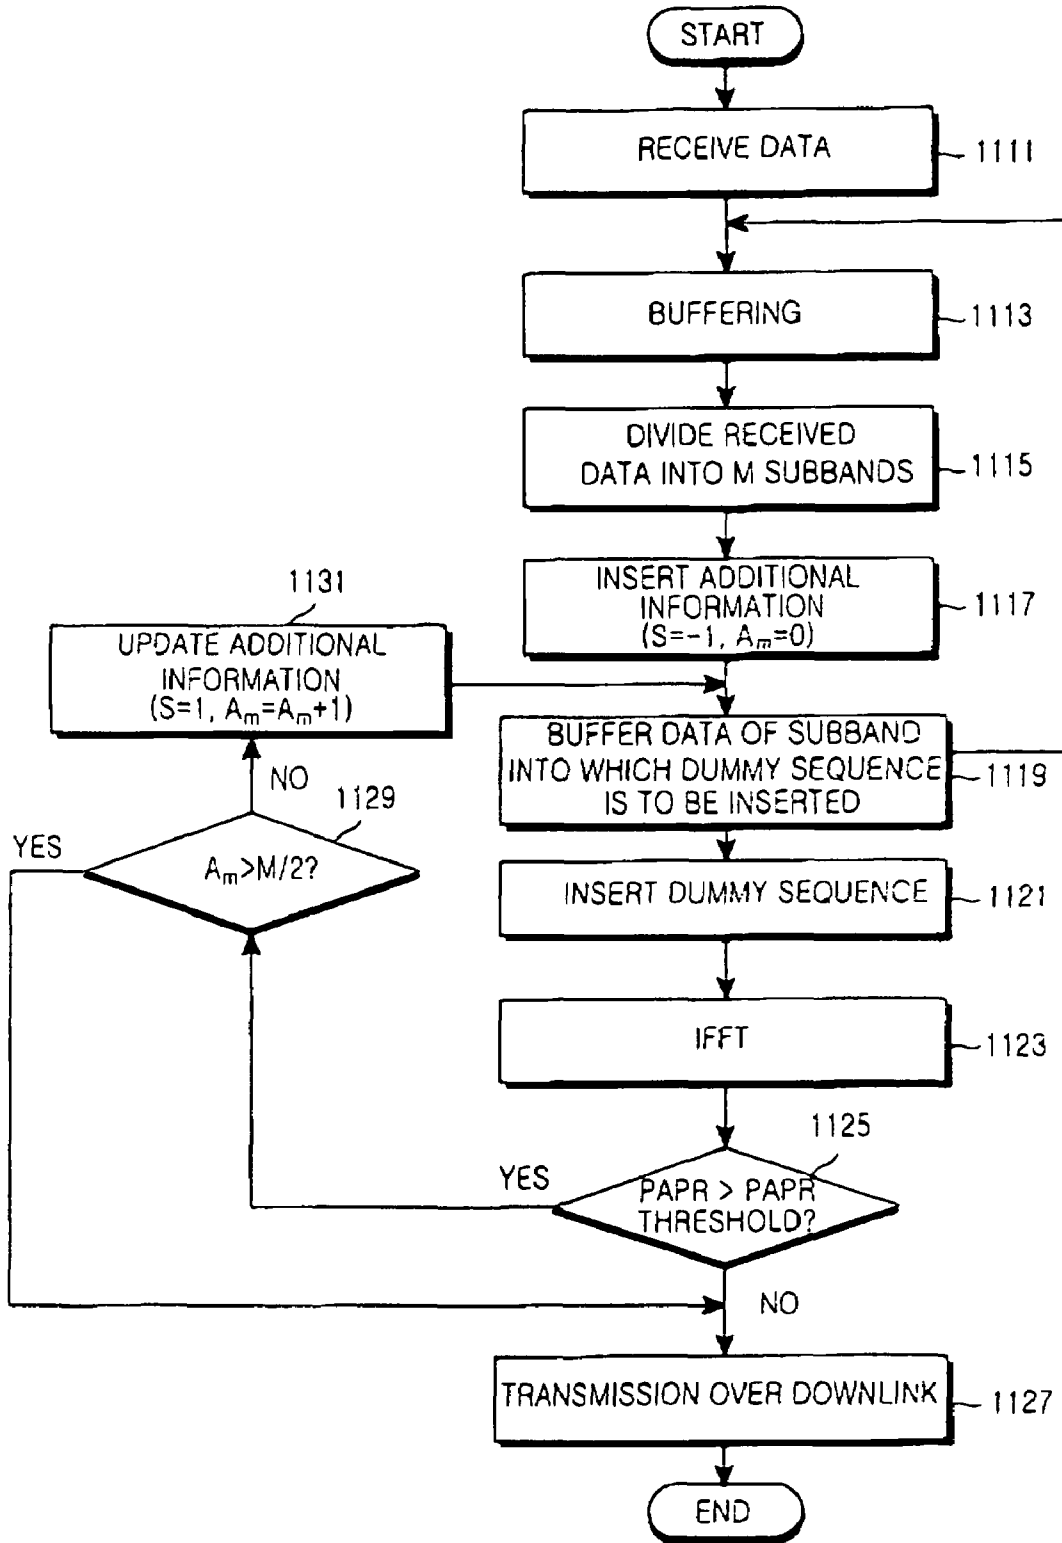 START
RECEIVE DATA
1111
BUFFERING
1113
DIVIDE RECEIVED
DATA INTO M SUBBANDS
1115
INSERT ADDITIONAL
INFORMATION
(S=-1, Am=0)
1117
1131
UPDATE ADDITIONAL
INFORMATION
(S=1, Am=Am+1)
BUFFER DATA OF SUBBAND
INTO WHICH DUMMY SEQUENCE
IS TO BE INSERTED
1119
NO
1129
YES
Am>M/2?
INSERT DUMMY SEQUENCE
1121
IFFT
1123
1125
YES
PAPR > PAPR
THRESHOLD?
NO
TRANSMISSION OVER DOWNLINK
1127
END